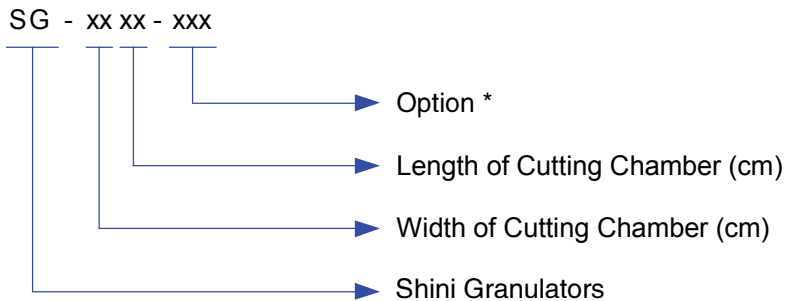 SG - xx xx - xxx
Option *
Length of Cutting Chamber (cm)
Width of Cutting Chamber (cm)
Shini Granulators